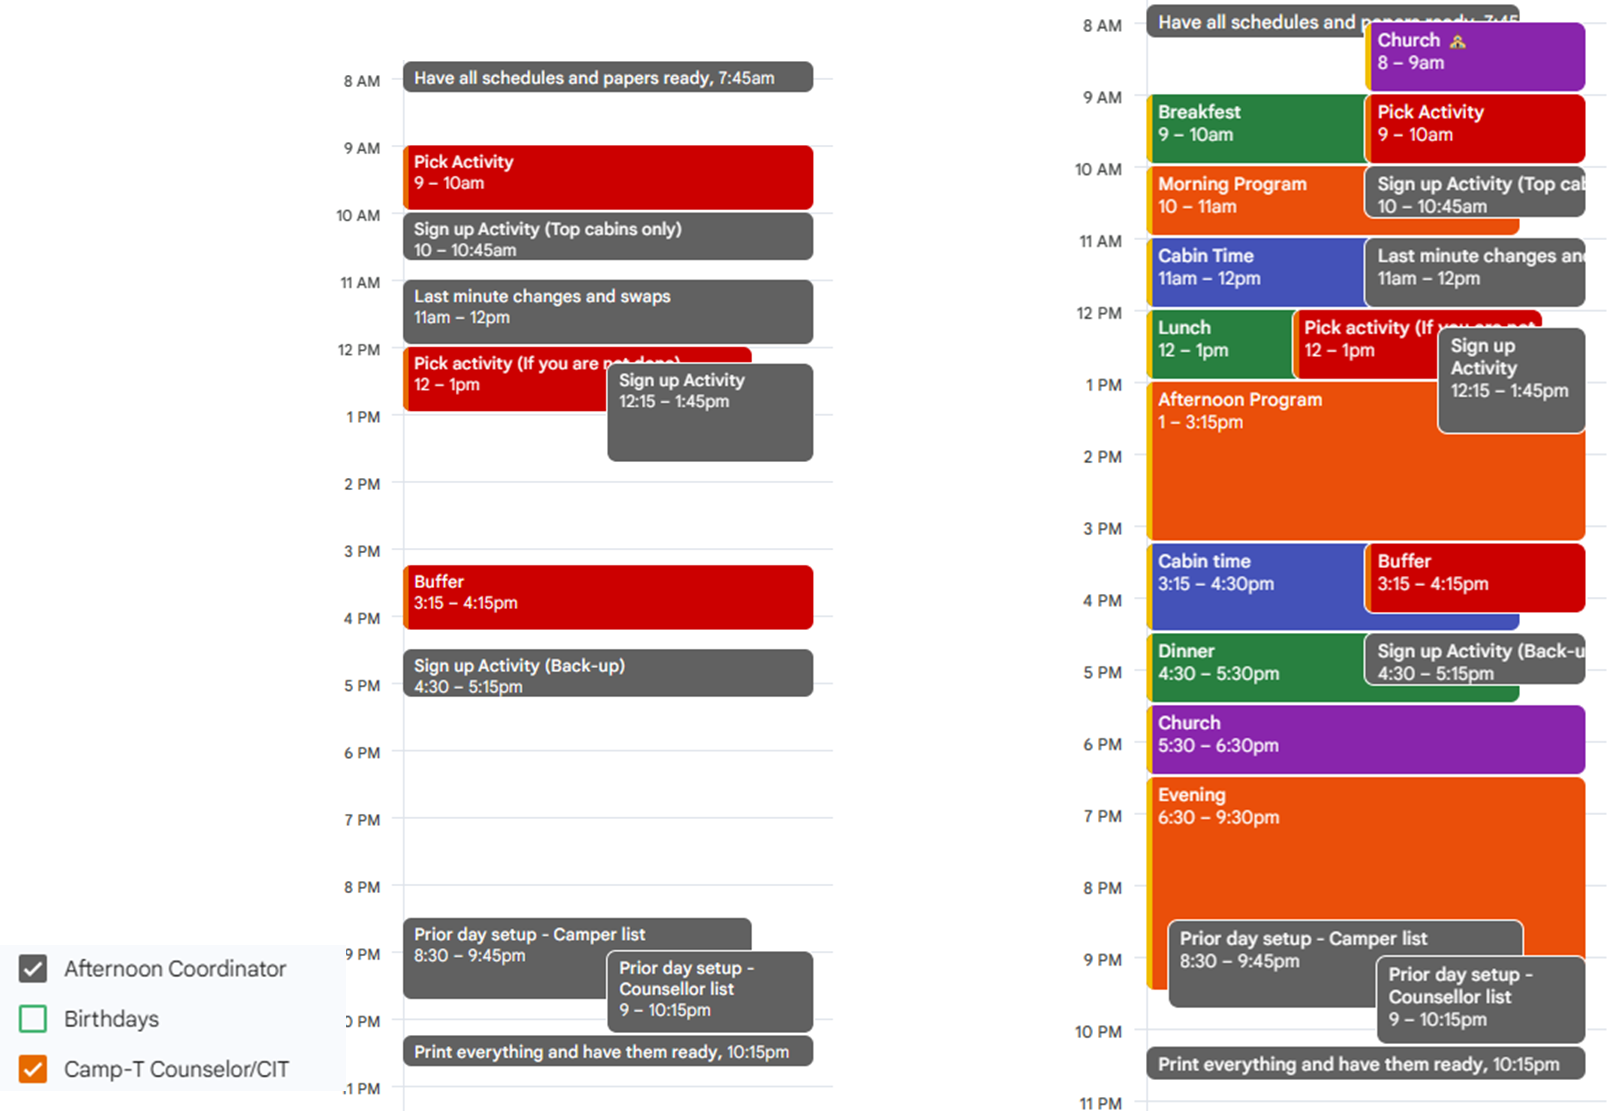 8 AM
Have all schedules and papers ready, 7:45am
9 AM
Pick Activity
9 – 10am
10 AM
Sign up Activity (Top cabins only)
10 – 10:45am
11 AM
Last minute changes and swaps
11am – 12pm
12 PM
Pick activity (If you are not done)
12 – 1pm
Sign up Activity
12:15 – 1:45pm
1 PM
2 PM
3 PM
Buffer
3:15 – 4:15pm
4 PM
Sign up Activity (Back-up)
4:30 – 5:15pm
5 PM
6 PM
7 PM
8 PM
Prior day setup - Camper list
8:30 – 9:45pm
9 PM
Prior day setup -
Counsellor list
9 – 10:15pm
0 PM
Print everything and have them ready, 10:15pm
1 PM
Afternoon Coordinator
Birthdays
Camp-T Counselor/CIT
8 AM
Have all schedules and papers ready, 7:45
Church
8 – 9am
9 AM
Breakfest
9 – 10am
Pick Activity
9 – 10am
10 AM
Morning Program
10 – 11am
Sign up Activity (Top cab
10 – 10:45am
11 AM
Cabin Time
11am – 12pm
Last minute changes an
11am – 12pm
12 PM
Lunch
12 – 1pm
Pick activity (If you are not
12 – 1pm
Sign up
Activity
12:15 – 1:45pm
1 PM
Afternoon Program
1 – 3:15pm
2 PM
3 PM
Cabin time
3:15 – 4:30pm
Buffer
3:15 – 4:15pm
4 PM
Dinner
4:30 – 5:30pm
Sign up Activity (Back-u
4:30 – 5:15pm
5 PM
Church
5:30 – 6:30pm
6 PM
Evening
6:30 – 9:30pm
7 PM
8 PM
Prior day setup - Camper list
8:30 – 9:45pm
9 PM
Prior day setup -
Counsellor list
9 – 10:15pm
10 PM
Print everything and have them ready, 10:15pm
11 PM